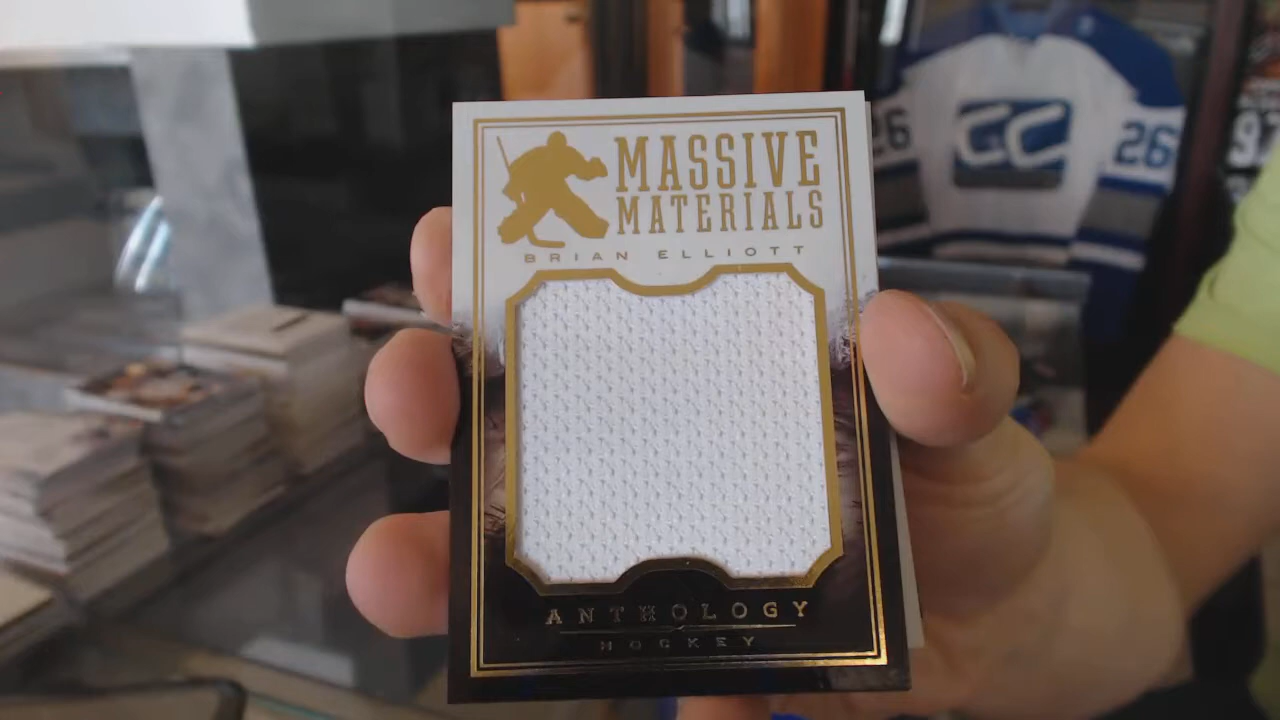 MASSIVE
MATERIALS
BRIAN ELLIOTT
ANTHOLOGY
HOCKEY
26
CC
26